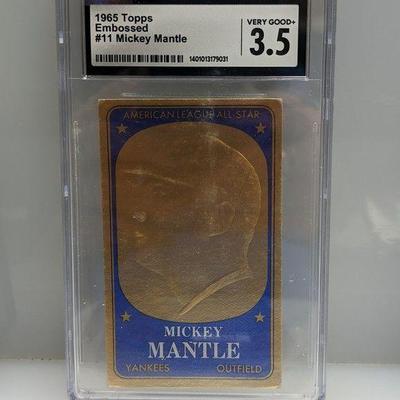 1965 Topps
Embossed
#11 Mickey Mantle
1401013179031
VERY GOOD+
3.5
AMERICAN LEAGUE ALL-STAR
MICKEY
MANTLE
YANKEES OUTFIELD